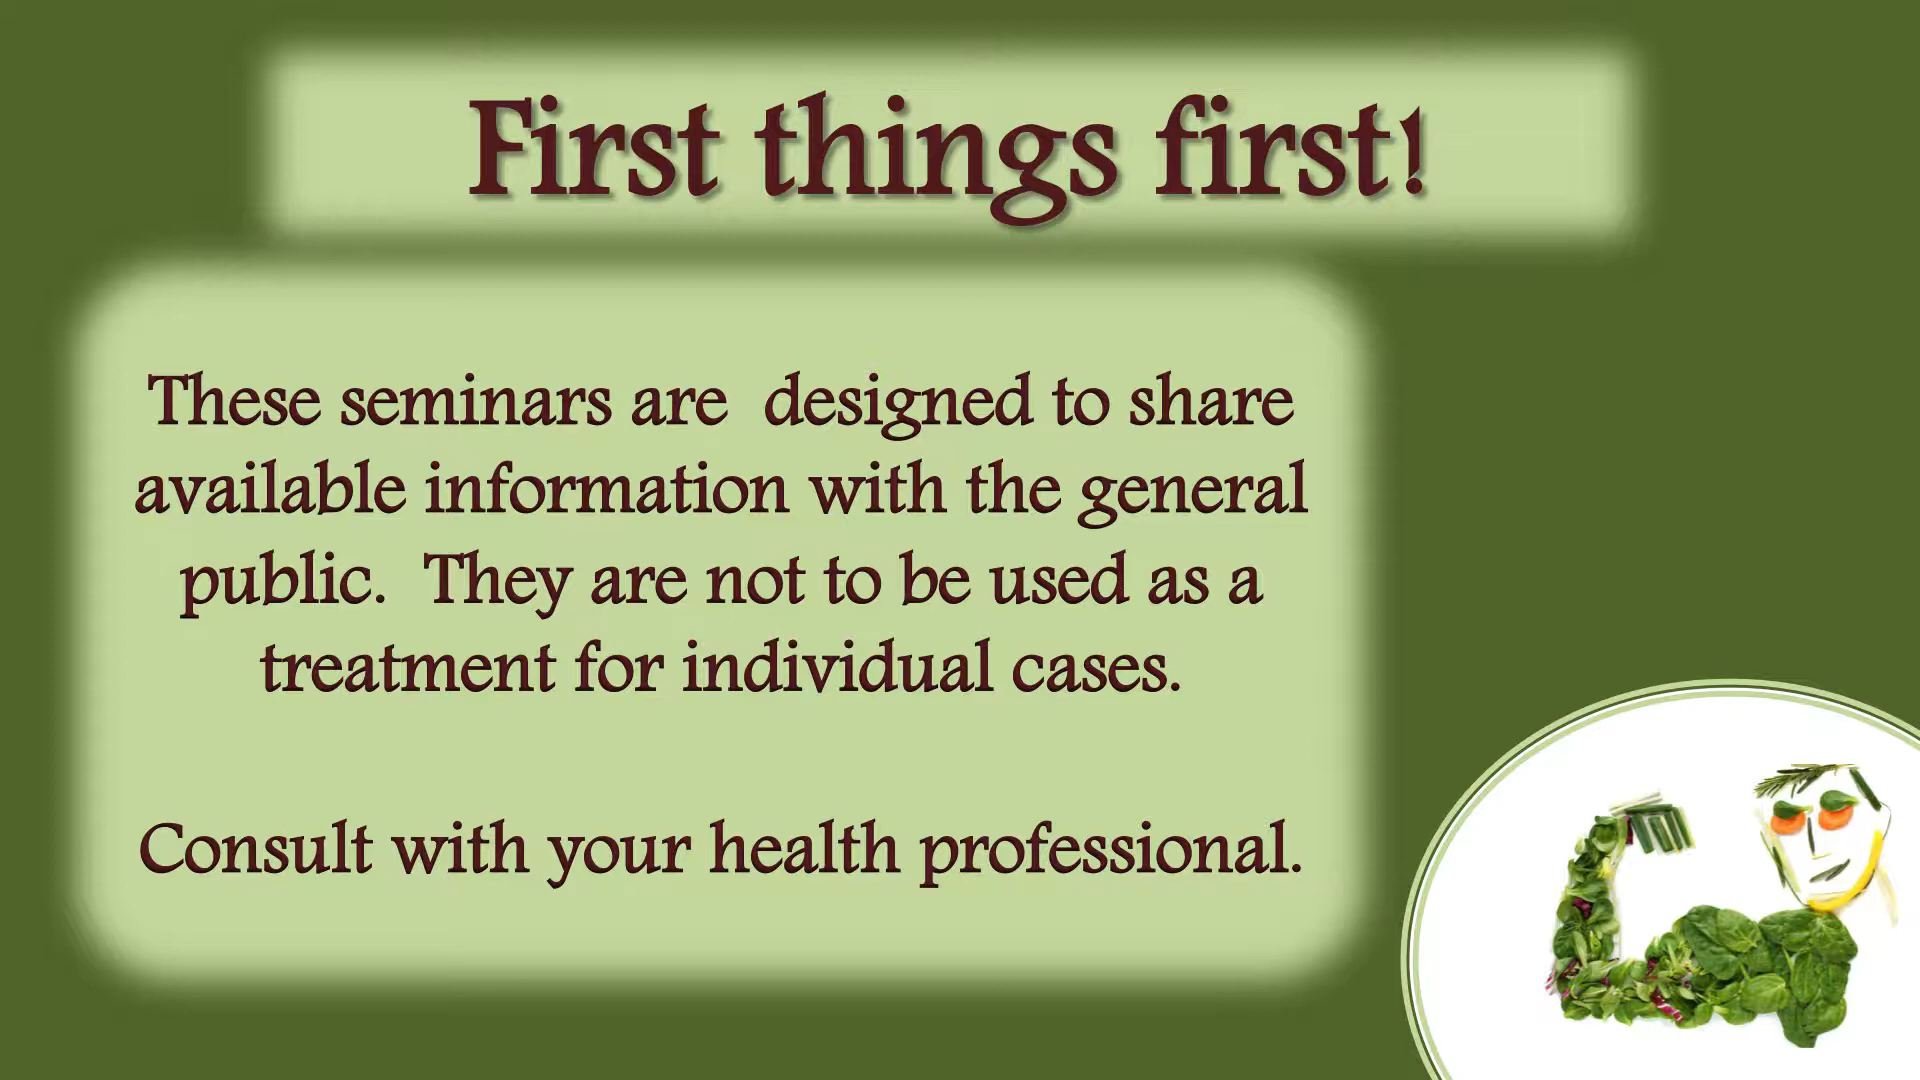 First things first!
These seminars are  designed to share
available information with the general
public.  They are not to be used as a
treatment for individual cases.
Consult with your health professional.